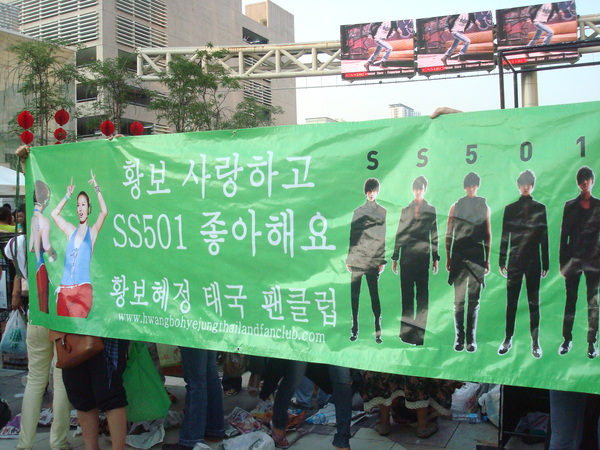 황보 사랑하고
SS501 좋아해요
황보혜정 태국 팬클럽
www.hwangbohyejungthailandfanclub.com
S S 5 0 1